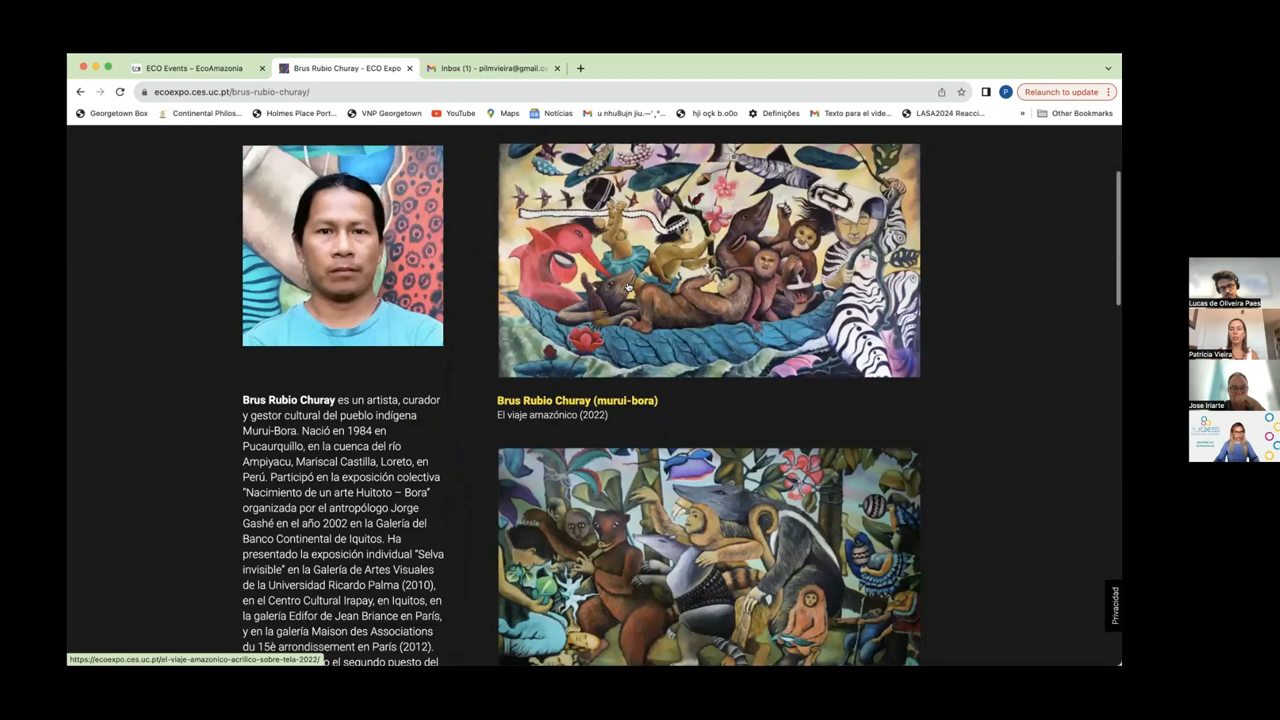 ECO Events – EcoAmazonia
Brus Rubio Churay - ECO Expo
Inbox (1) - pilmvieira@gmail.c
ecoexpo.ces.uc.pt/brus-rubio-churay/
P
Relaunch to update
Georgetown Box
Continental Philos...
Holmes Place Port...
VNP Georgetown
YouTube
Maps
Notícias
u nhu8ujn jiu.—·,°..
hji oçk b.o0o
Definições
Texto para el vide...
LASA2024 Reacci...
»
Other Bookmarks
Brus Rubio Churay es un artista, curador
y gestor cultural del pueblo indígena
Murui-Bora. Nació en 1984 en
Pucaurquillo, en la cuenca del río
Ampiyacu, Mariscal Castilla, Loreto, en
Perú. Participó en la exposición colectiva
"Nacimiento de un arte Huitoto – Bora"
organizada por el antropólogo Jorge
Gashé en el año 2002 en la Galería del
Banco Continental de Iquitos. Ha
presentado la exposición individual "Selva
invisible" en la Galería de Artes Visuales
de la Universidad Ricardo Palma (2010),
en el Centro Cultural Irapay, en Iquitos, en
la galería Edifor de Jean Briance en París,
y en la galería Maison des Associations
du 15è arrondissement en París (2012).
o el segundo puesto del
Brus Rubio Churay (murui-bora)
El viaje amazónico (2022)
Privacidad
https://ecoexpo.ces.uc.pt/el-viaje-amazonico-acrilico-sobre-tela-2022/
Lucas de Oliveira Paes
Patricia Vieira
Jose Iriarte